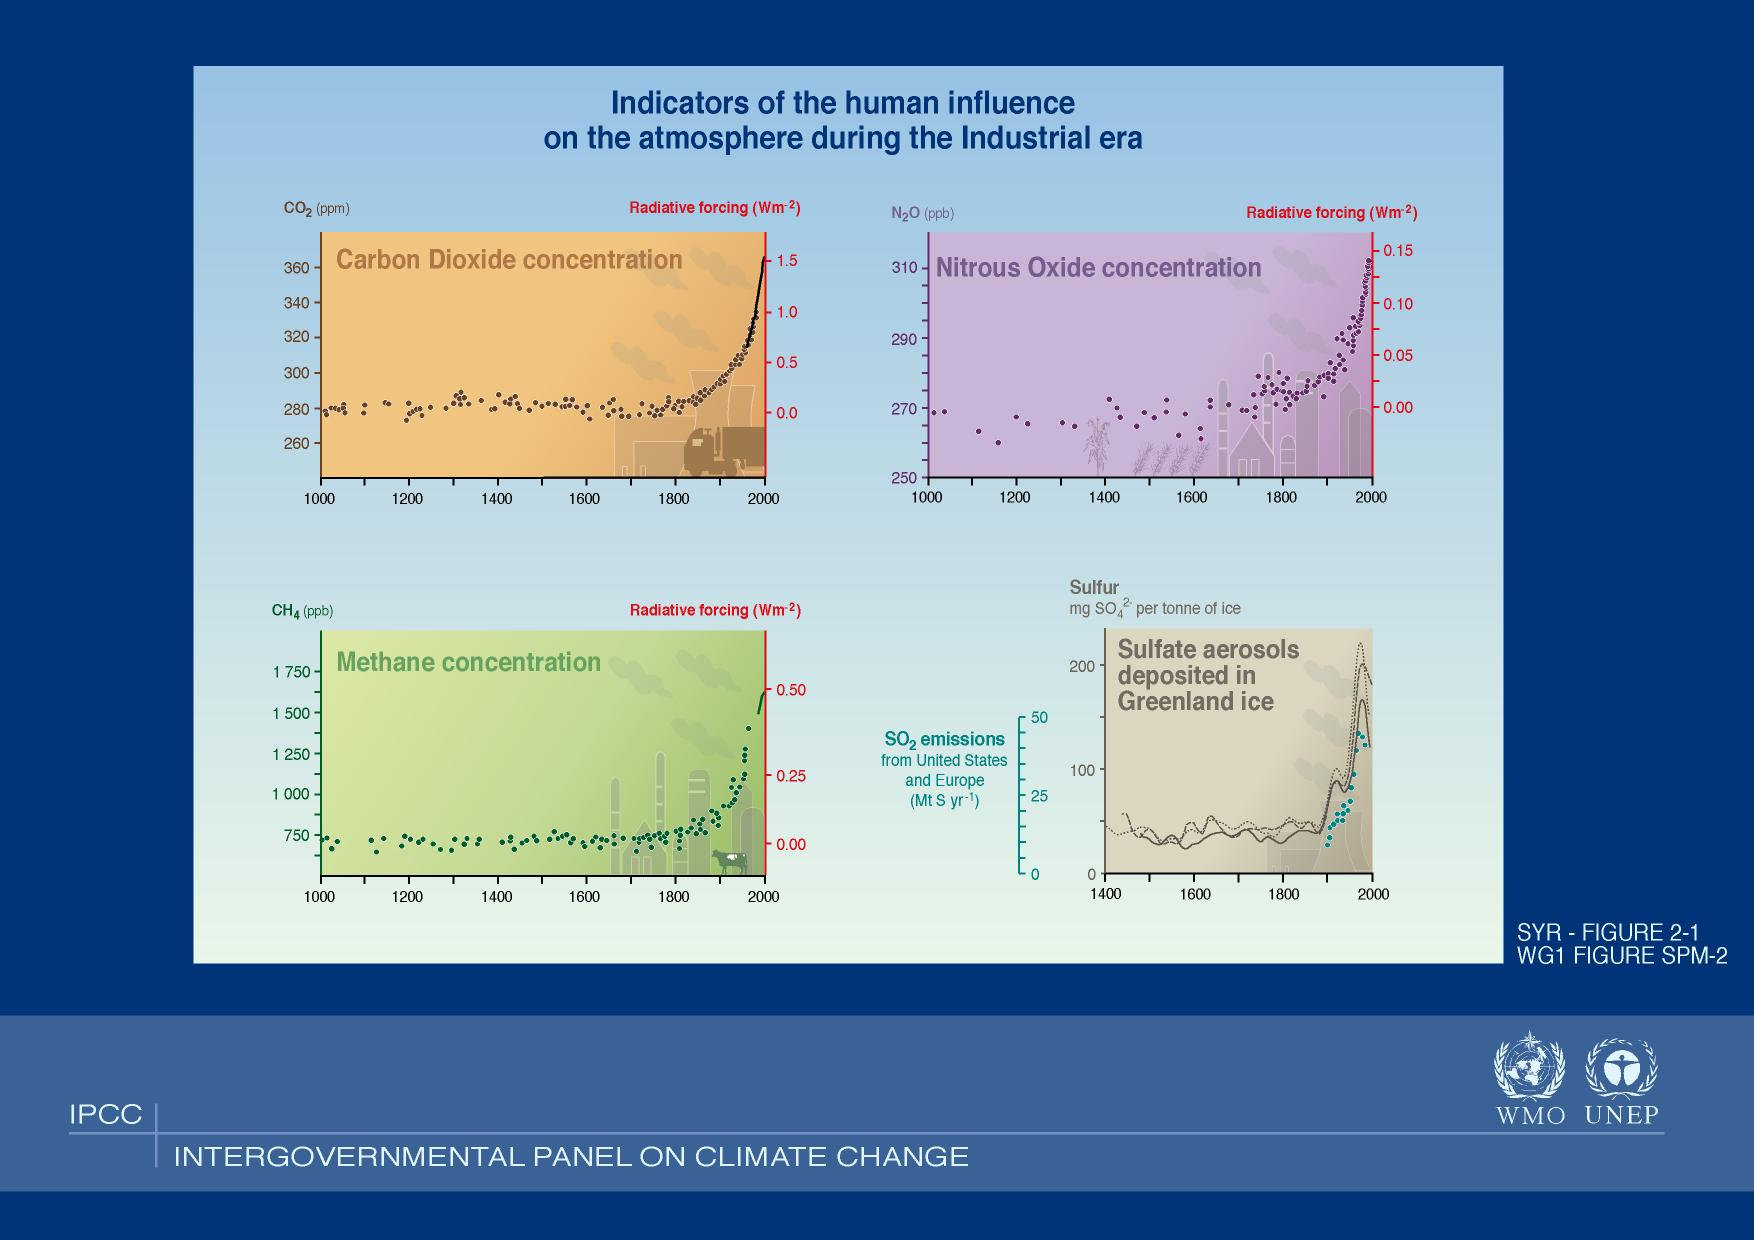 Indicators of the human influence
on the atmosphere during the Industrial era
CO2 (ppm)
Radiative forcing (Wm-2)
Carbon Dioxide concentration
360
340
320
300
280
260
1.5
1.0
0.5
0.0
1000 1200 1400 1600 1800 2000
N2O (ppb)
Radiative forcing (Wm-2)
Nitrous Oxide concentration
310
290
270
250
0.15
0.10
0.05
0.00
1000 1200 1400 1600 1800 2000
CH4 (ppb)
Radiative forcing (Wm-2)
Methane concentration
1 750
1 500
1 250
1 000
750
0.50
0.25
0.00
1000 1200 1400 1600 1800 2000
Sulfur
mg SO4 2- per tonne of ice
Sulfate aerosols
deposited in
Greenland ice
200
100
0
SO2 emissions
from United States
and Europe
(Mt S yr-1)
50
25
0
1400 1600 1800 2000
SYR - FIGURE 2-1
WG1 FIGURE SPM-2
WMO UNEP
IPCC
INTERGOVERNMENTAL PANEL ON CLIMATE CHANGE